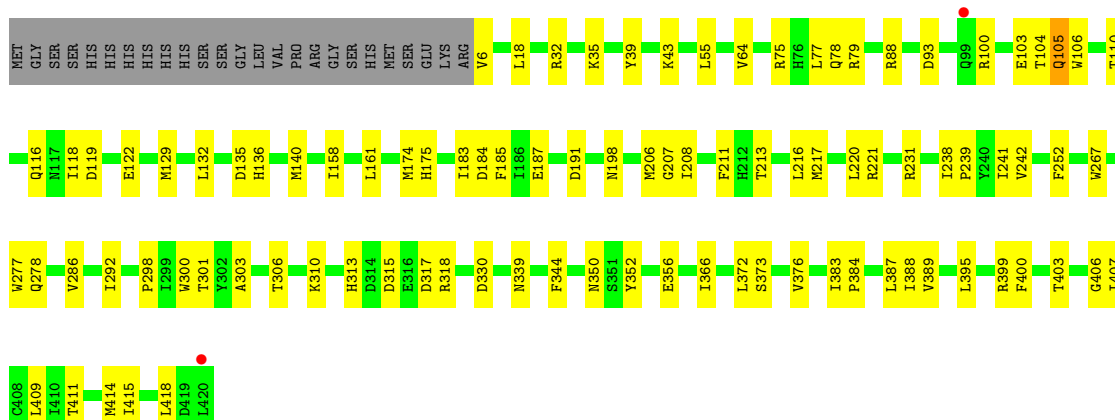 MET GLY SER SER HIS HIS HIS HIS HIS HIS SER SER GLY LEU VAL PRO ARG GLY SER HIS MET SER GLU LYS ARG V6 L18 R32 K35 Y39 K43 L55 V64 R75 H76 L77 Q78 R79 R88 D93 Q99 R100 E103 T104 Q105 W106 T110
Q116 N117 I118 D119 E122 M129 L132 D135 H136 M140 I158 L161 M174 H175 I183 D184 F185 I186 E187 D191 N198 M206 G207 I208 F211 H212 T213 L216 M217 L220 R221 R231 I238 P239 Y240 I241 V242 F252 W267
W277 Q278 V286 I292 P298 I299 W300 T301 Y302 A303 T306 K310 H313 D314 D315 E316 D317 R318 D330 N339 F344 N350 S351 Y352 E356 I366 L372 S373 V376 I383 P384 L387 I388 V389 L395 R399 F400 T403 G406
C408 L409 I410 T411 M414 I415 L418 D419 L420